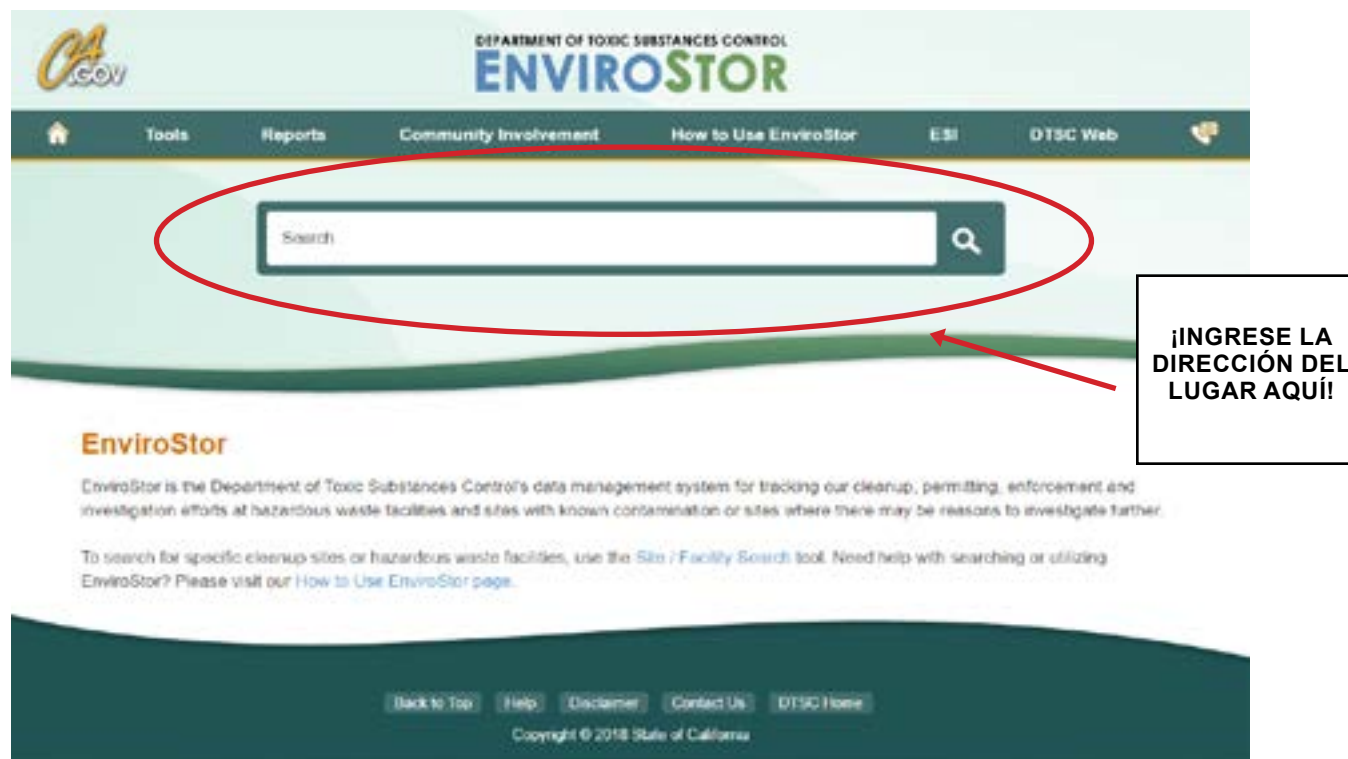 CA.GOV
DEPARTMENT OF TOXIC SUBSTANCES CONTROL
ENVIROSTOR
Tools Reports Community Involvement How to Use EnviroStor ESI DTSC Web
Search
¡INGRESE LA
DIRECCIÓN DEL
LUGAR AQUÍ!
EnviroStor
EnviroStor is the Department of Toxic Substances Control's data management system for tracking our cleanup, permitting, enforcement and
investigation efforts at hazardous waste facilities and sites with known contamination or sites where there may be reasons to investigate further.
To search for specific cleanup sites or hazardous waste facilities, use the Site / Facility Search tool. Need help with searching or utilizing
EnviroStor? Please visit our How to Use EnviroStor page.
Back to Top Help Disclaimer Contact Us DTSC Home
Copyright © 2018 State of California